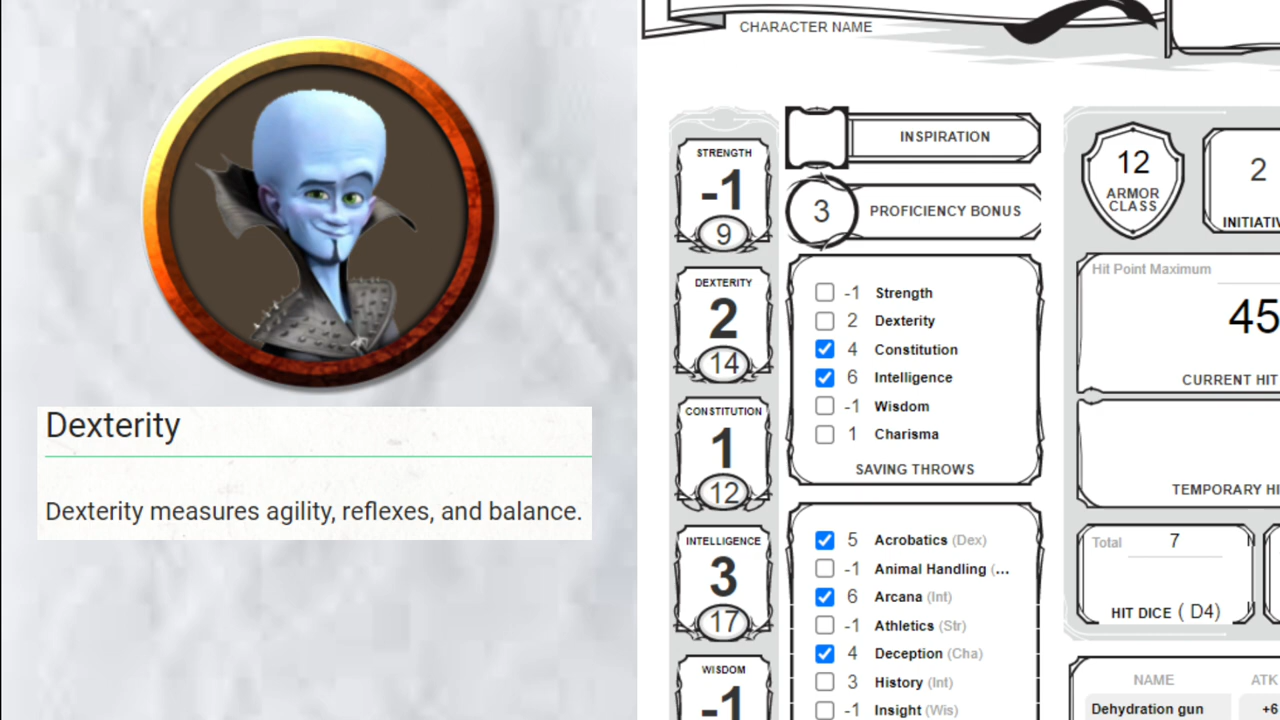 Dexterity
Dexterity measures agility, reflexes, and balance.
CHARACTER NAME
STRENGTH
-1
9
DEXTERITY
2
14
CONSTITUTION
1
12
INTELLIGENCE
3
17
WISDOM
-1
INSPIRATION
3 PROFICIENCY BONUS
-1 Strength
2 Dexterity
4 Constitution
6 Intelligence
-1 Wisdom
1 Charisma
SAVING THROWS
5 Acrobatics (Dex)
-1 Animal Handling (...
6 Arcana (Int)
-1 Athletics (Str)
4 Deception (Cha)
3 History (Int)
-1 Insight (Wis)
12
ARMOR
CLASS
2
INITIATIV
Hit Point Maximum
45
CURRENT HIT
TEMPORARY HI
Total 7
HIT DICE ( D4)
NAME ATK
Dehydration gun +6